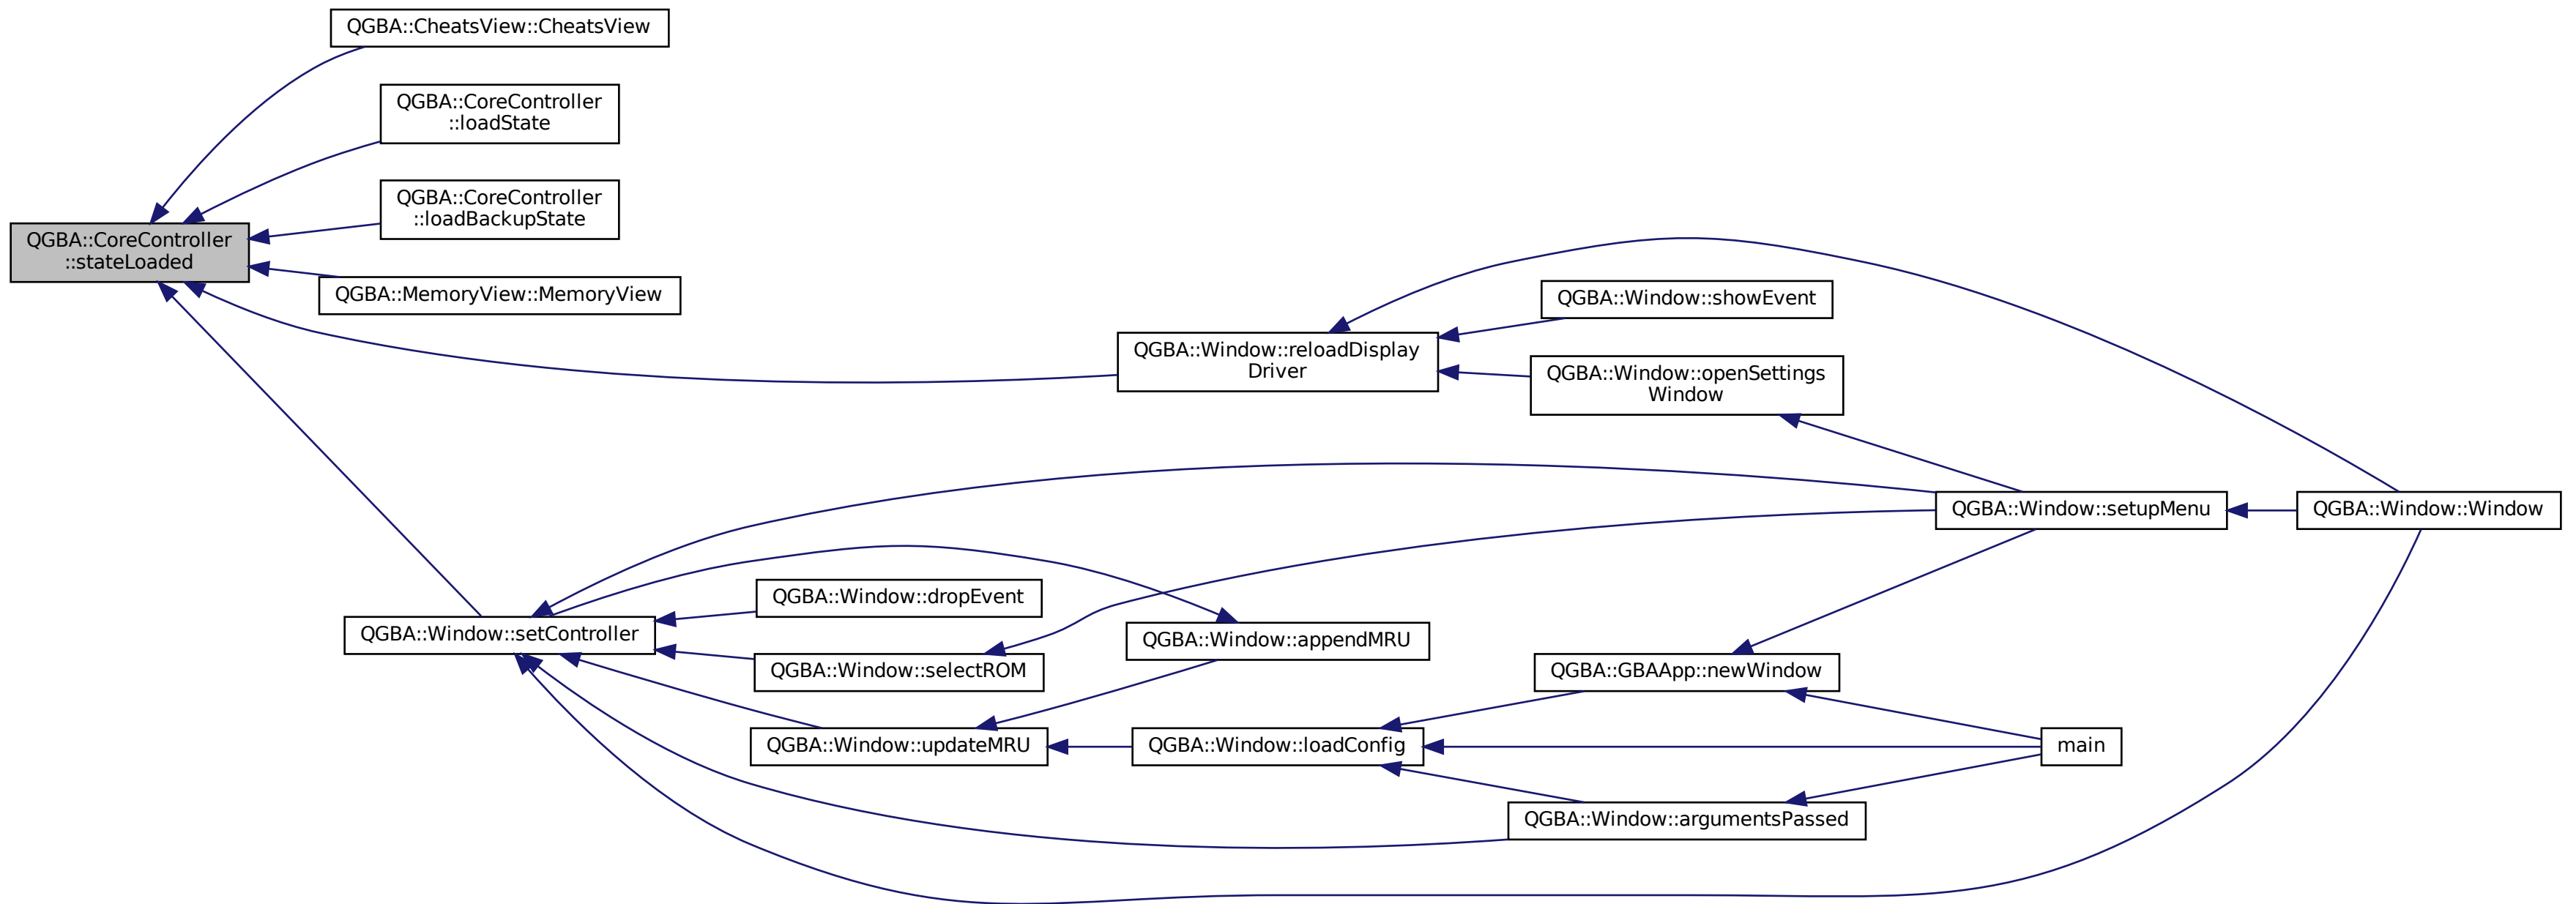 QGBA::CheatsView::CheatsView
QGBA::CoreController
::loadState
QGBA::CoreController
::loadBackupState
QGBA::CoreController
::stateLoaded
QGBA::MemoryView::MemoryView
QGBA::Window::reloadDisplay
Driver
QGBA::Window::showEvent
QGBA::Window::openSettings
Window
QGBA::Window::setupMenu
QGBA::Window::Window
QGBA::Window::setController
QGBA::Window::dropEvent
QGBA::Window::selectROM
QGBA::Window::appendMRU
QGBA::Window::updateMRU
QGBA::Window::loadConfig
QGBA::GBAApp::newWindow
main
QGBA::Window::argumentsPassed